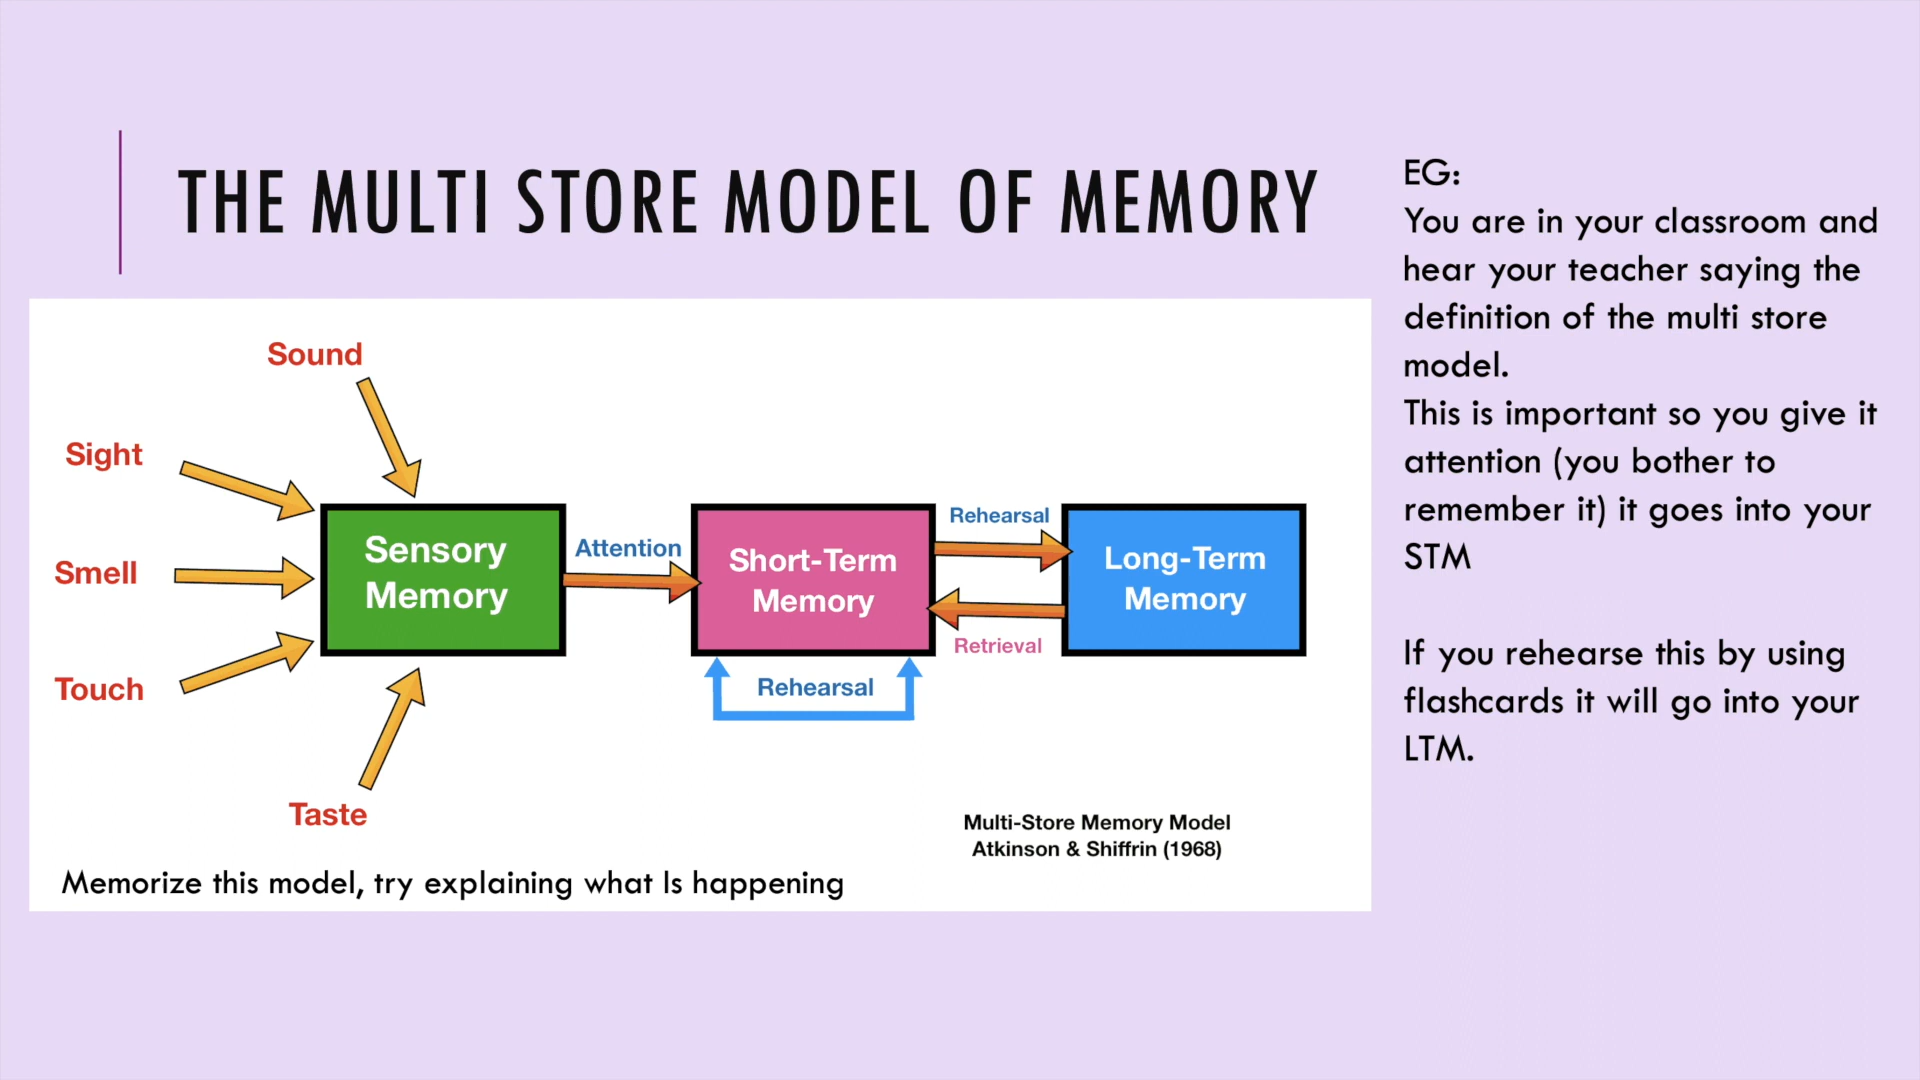 THE MULTI STORE MODEL OF MEMORY
Sound
Sight
Smell
Touch
Taste
Sensory
Memory
Attention
Short-Term
Memory
Rehearsal
Rehearsal
Retrieval
Long-Term
Memory
Multi-Store Memory Model
Atkinson & Shiffrin (1968)
Memorize this model, try explaining what Is happening
EG:
You are in your classroom and
hear your teacher saying the
definition of the multi store
model.
This is important so you give it
attention (you bother to
remember it) it goes into your
STM
If you rehearse this by using
flashcards it will go into your
LTM.